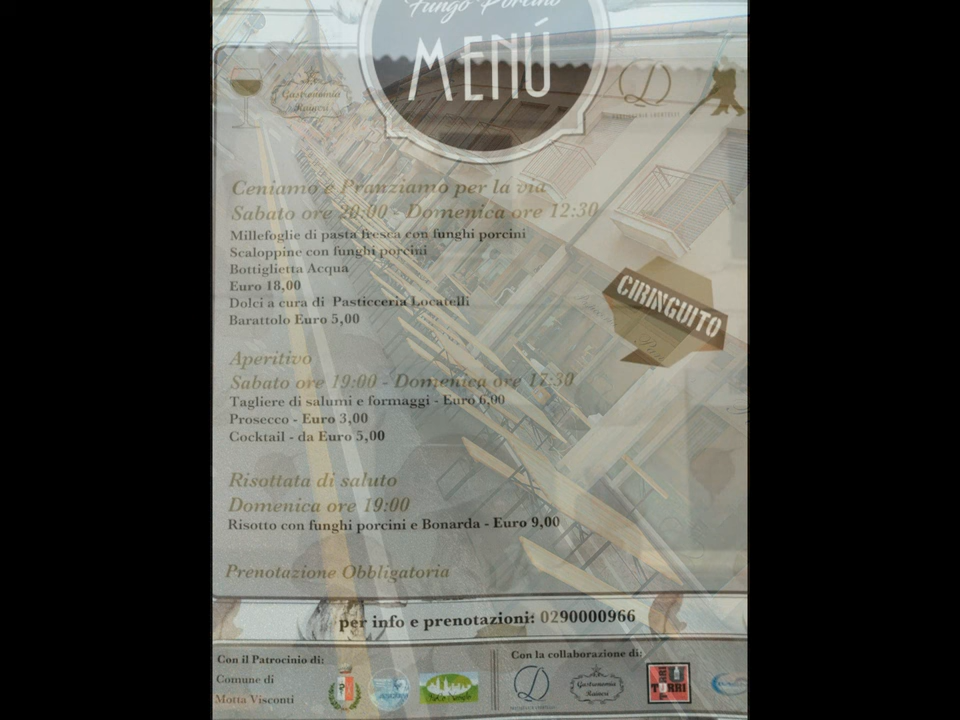 Fungo Porcino
MENÚ
Gastronomia
Raineri
D
Ceniamo e Pranziamo per la via
Sabato ore 20:00 - Domenica ore 12:30
Millefoglie di pasta fresca con funghi porcini
Scaloppine con funghi porcini
Bottiglietta Acqua
Euro 18,00
Dolci a cura di Pasticceria Locatelli
Barattolo Euro 5,00
CIRINGUITO
Aperitivo
Sabato ore 19:00 - Domenica ore 17:30
Tagliere di salumi e formaggi - Euro 6,00
Prosecco - Euro 3,00
Cocktail - da Euro 5,00
Risottata di saluto
Domenica ore 19:00
Risotto con funghi porcini e Bonarda - Euro 9,00
Prenotazione Obbligatoria
per info e prenotazioni: 0290000966
Con il Patrocinio di:
Comune di
Motta Visconti
Con la collaborazione di:
D
Gastronomia
Raineri